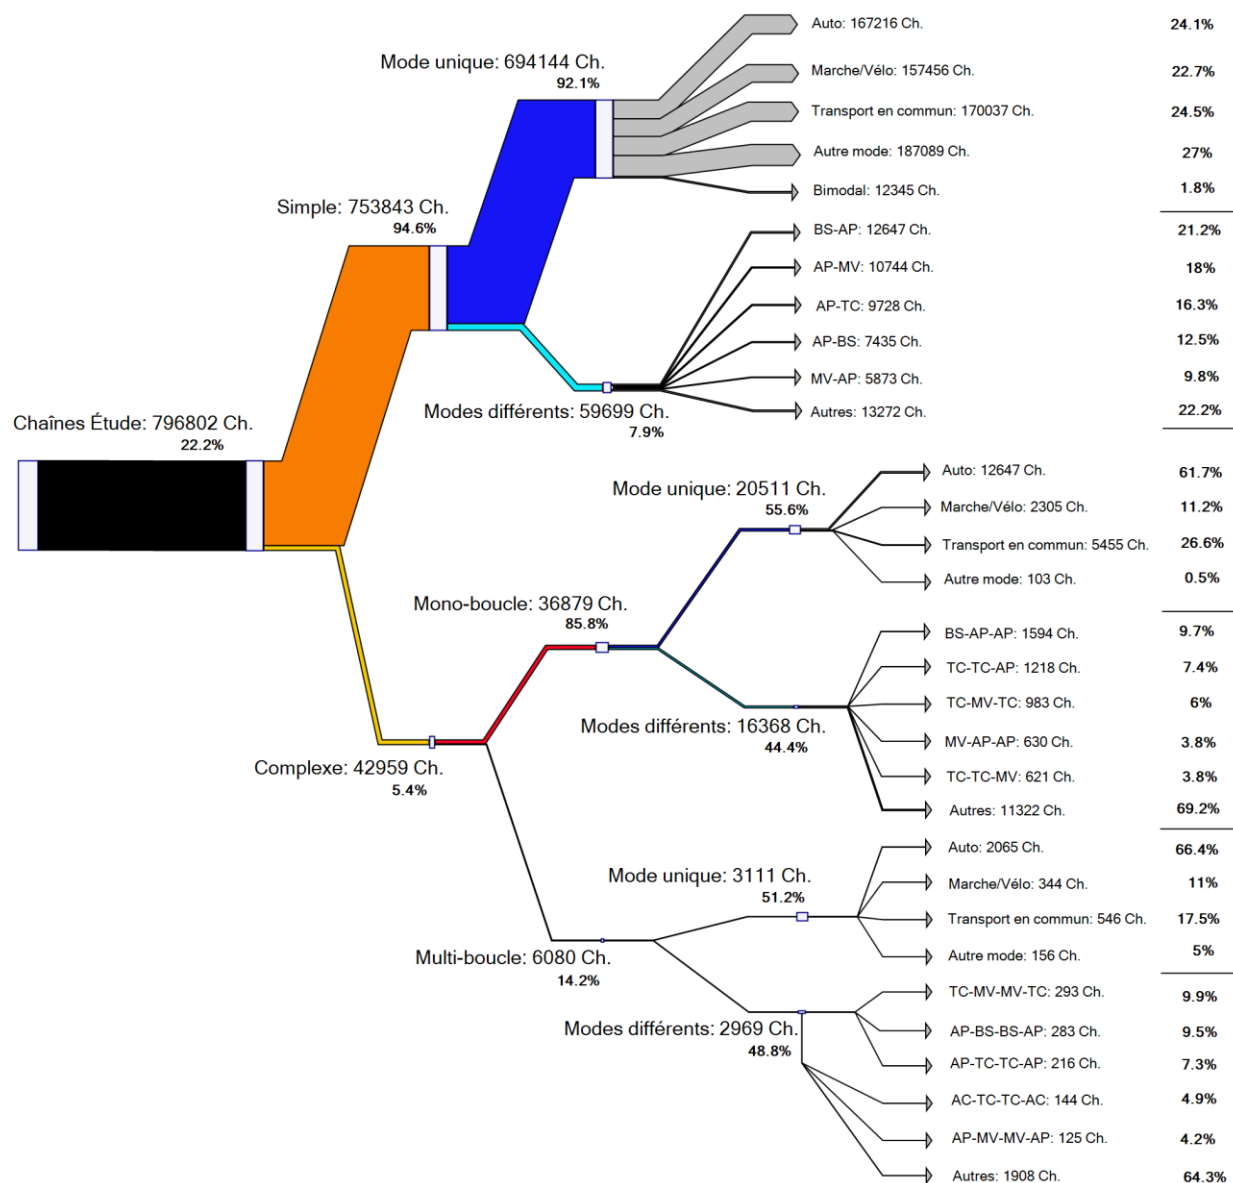 Auto: 167216 Ch. 24.1%
Mode unique: 694144 Ch.
92.1%
Marche/Vélo: 157456 Ch. 22.7%
Transport en commun: 170037 Ch. 24.5%
Autre mode: 187089 Ch. 27%
Bimodal: 12345 Ch. 1.8%
Simple: 753843 Ch.
94.6%
BS-AP: 12647 Ch. 21.2%
AP-MV: 10744 Ch. 18%
AP-TC: 9728 Ch. 16.3%
AP-BS: 7435 Ch. 12.5%
MV-AP: 5873 Ch. 9.8%
Autres: 13272 Ch. 22.2%
Modes différents: 59699 Ch.
7.9%
Chaînes Étude: 796802 Ch.
22.2%
Auto: 12647 Ch. 61.7%
Mode unique: 20511 Ch.
55.6%
Marche/Vélo: 2305 Ch. 11.2%
Transport en commun: 5455 Ch. 26.6%
Autre mode: 103 Ch. 0.5%
Mono-boucle: 36879 Ch.
85.8%
BS-AP-AP: 1594 Ch. 9.7%
TC-TC-AP: 1218 Ch. 7.4%
TC-MV-TC: 983 Ch. 6%
Modes différents: 16368 Ch.
44.4%
MV-AP-AP: 630 Ch. 3.8%
TC-TC-MV: 621 Ch. 3.8%
Autres: 11322 Ch. 69.2%
Complexe: 42959 Ch.
5.4%
Auto: 2065 Ch. 66.4%
Mode unique: 3111 Ch.
51.2%
Marche/Vélo: 344 Ch. 11%
Transport en commun: 546 Ch. 17.5%
Autre mode: 156 Ch. 5%
Multi-boucle: 6080 Ch.
14.2%
TC-MV-MV-TC: 293 Ch. 9.9%
Modes différents: 2969 Ch.
48.8%
AP-BS-BS-AP: 283 Ch. 9.5%
AP-TC-TC-AP: 216 Ch. 7.3%
AC-TC-TC-AC: 144 Ch. 4.9%
AP-MV-MV-AP: 125 Ch. 4.2%
Autres: 1908 Ch. 64.3%